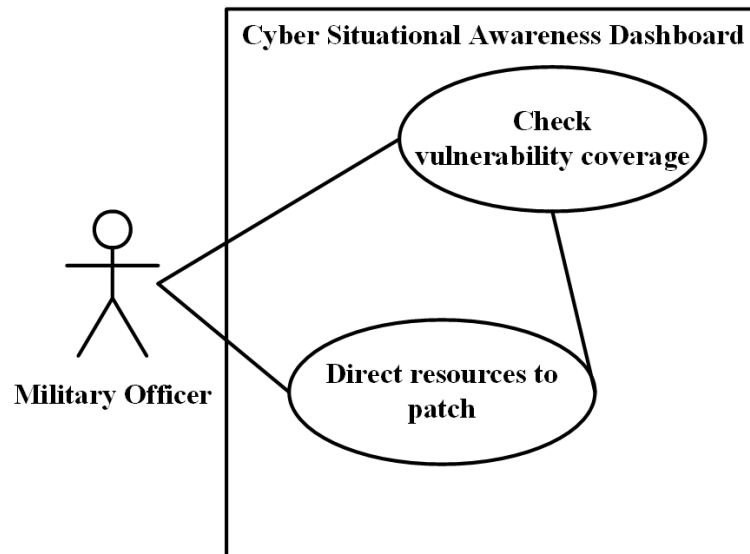 Cyber Situational Awareness Dashboard
Check
vulnerability coverage
Direct resources to
patch
Military Officer